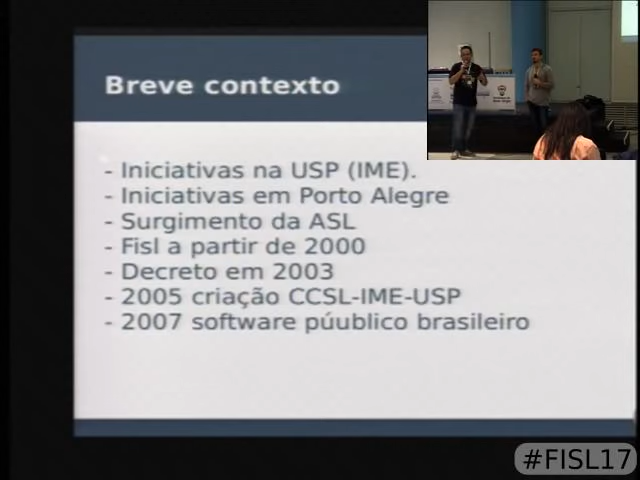 Breve contexto
- Iniciativas na USP (IME).
- Iniciativas em Porto Alegre
- Surgimento da ASL
- Fisl a partir de 2000
- Decreto em 2003
- 2005 criação CCSL-IME-USP
- 2007 software púublico brasileiro
#FISL17